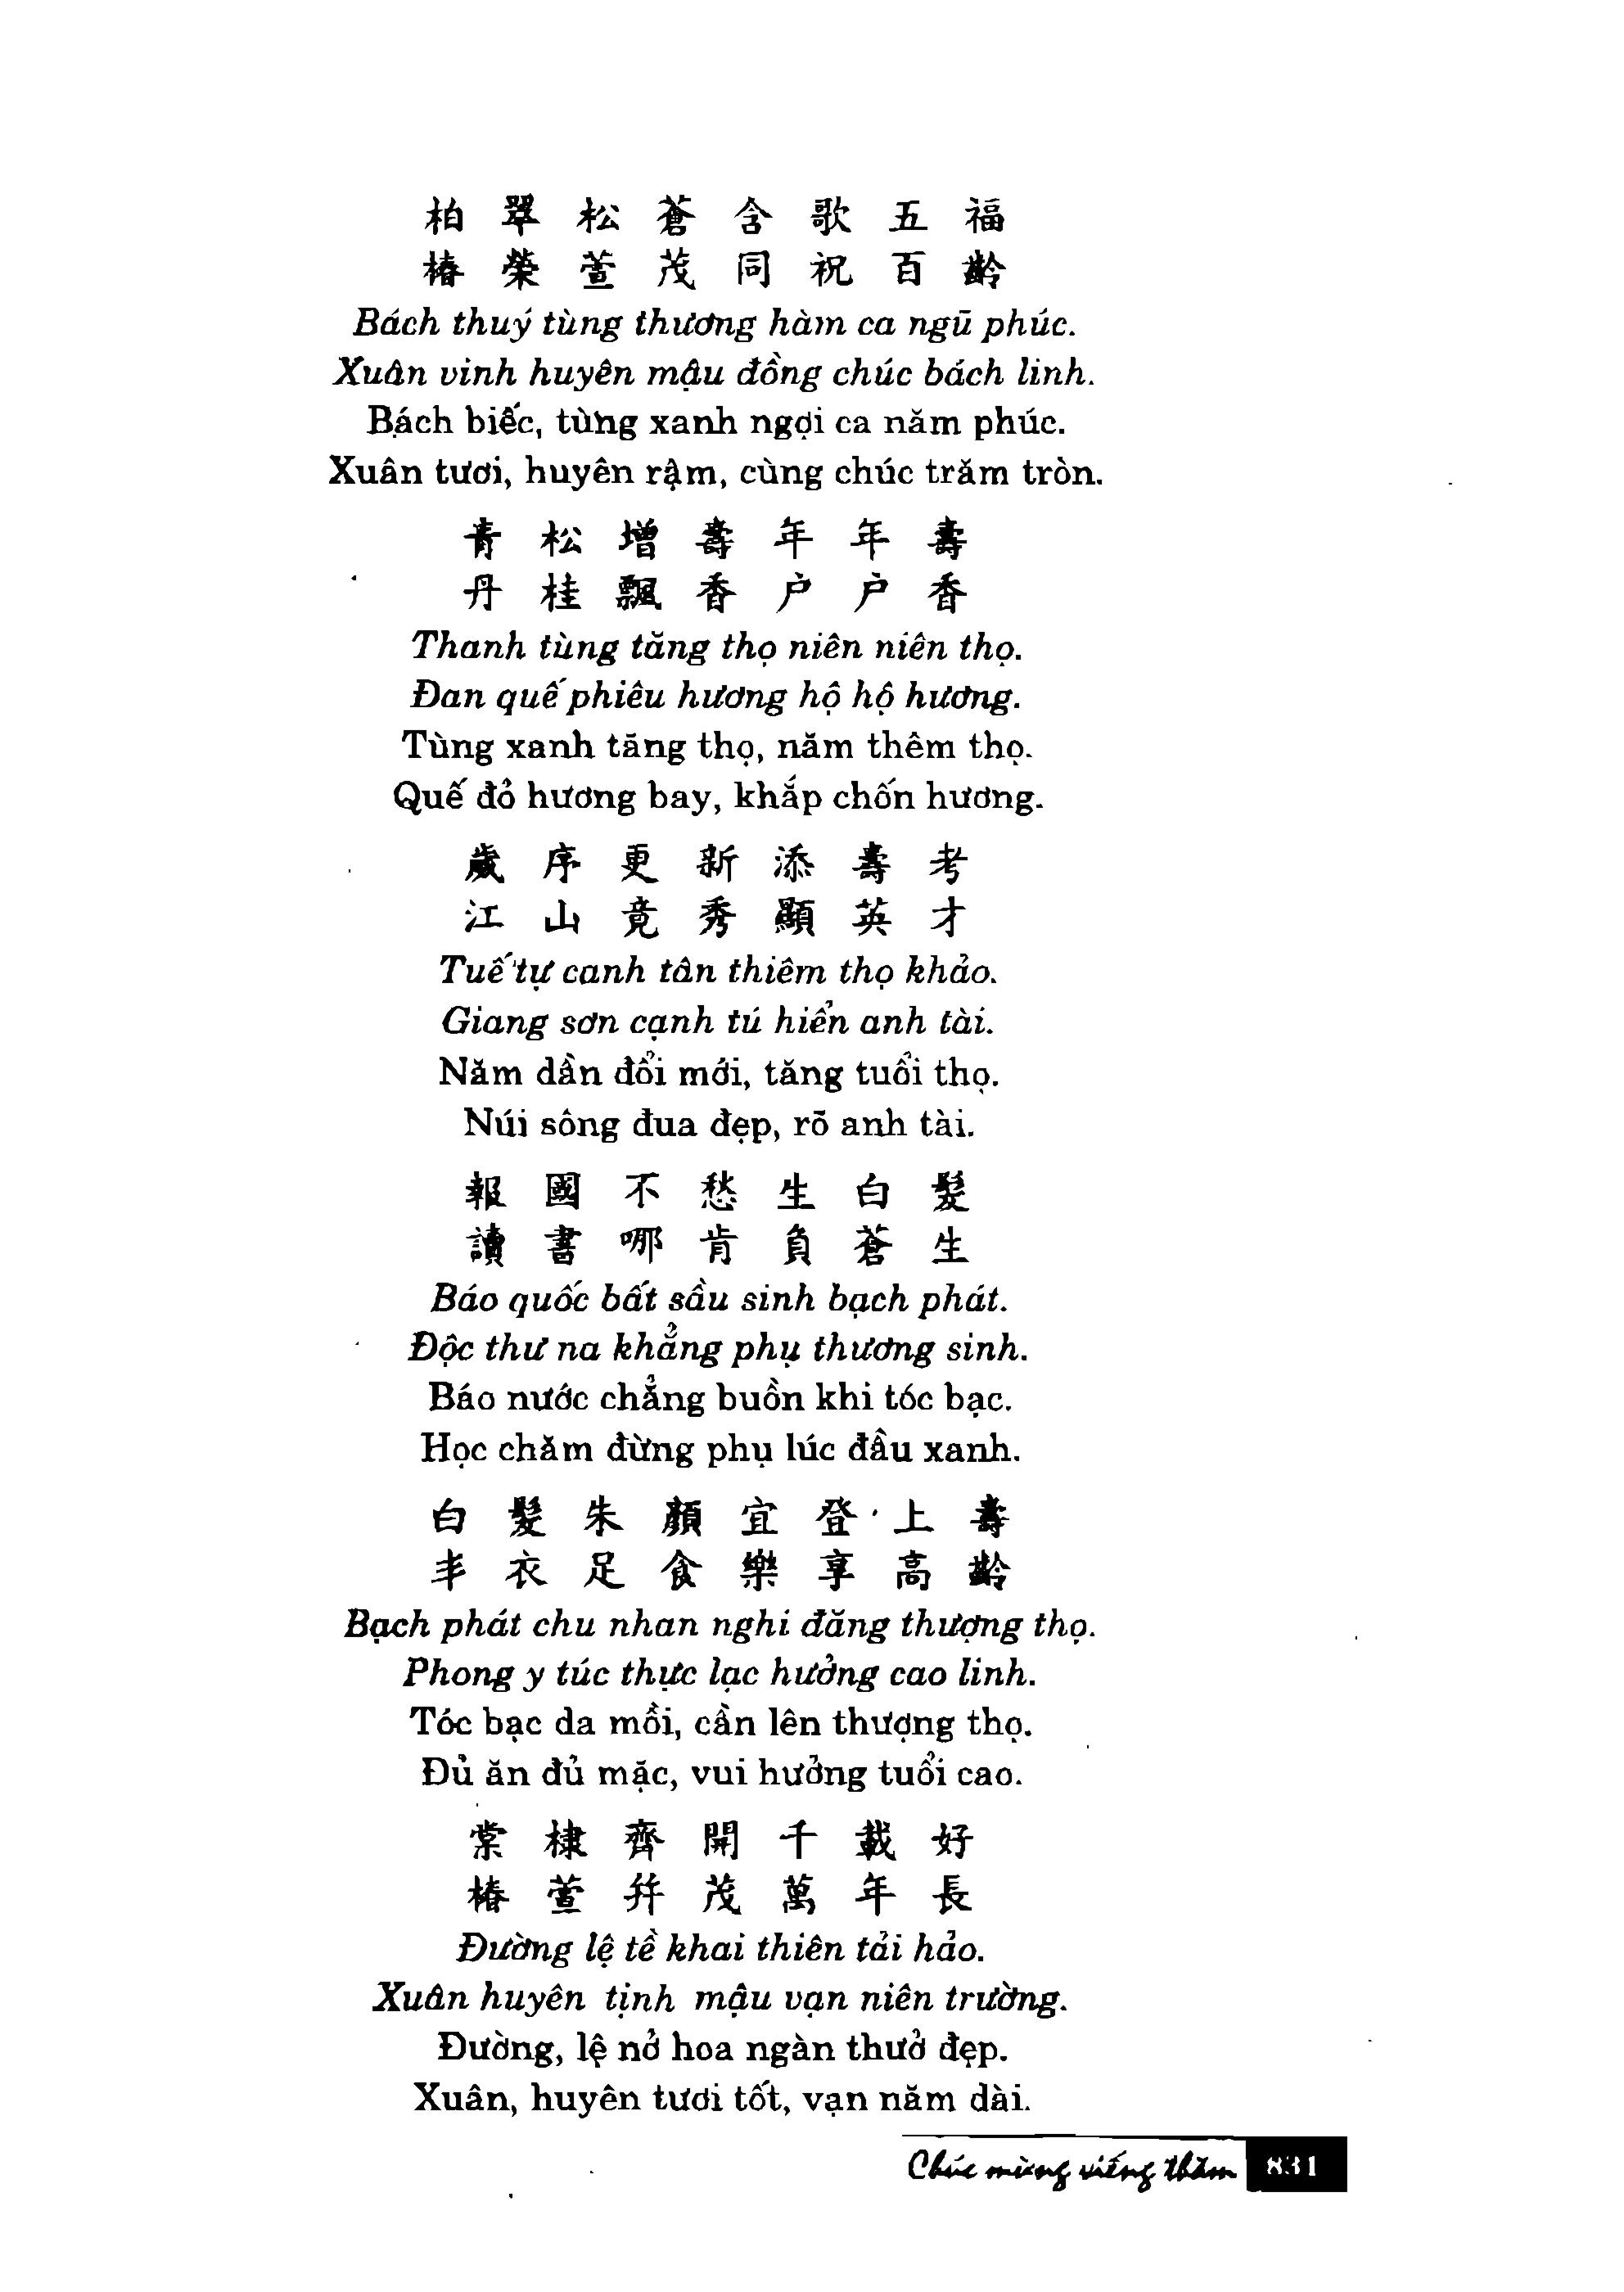 柏翠松蒼含歌五福
椿榮萱茂同祝百齡
Bách thuý tùng thương hàm ca ngũ phúc.
Xuân vinh huyên mậu đồng chúc bách linh.
Bách biếc, tùng xanh ngợi ca năm phúc.
Xuân tươi, huyên rậm, cùng chúc trăm tròn.
青松增壽年年壽
丹桂飄香户户香
Thanh tùng tăng thọ niên niên thọ.
Đan quế phiêu hương hộ hộ hương.
Tùng xanh tăng thọ, năm thêm thọ.
Quế đỏ hương bay, khắp chốn hương.
歲序更新添壽考
江山竟秀顯英才
Tuế tự canh tân thiêm thọ khảo.
Giang sơn cạnh tú hiển anh tài.
Năm dần đổi mới, tăng tuổi thọ.
Núi sông đua đẹp, rõ anh tài.
報國不愁生白髮
讀書哪肯負蒼生
Báo quốc bất sầu sinh bạch phát.
Độc thư na khẳng phụ thương sinh.
Báo nước chẳng buồn khi tóc bạc.
Học chăm đừng phụ lúc đầu xanh.
白髮朱顏宜登上壽
丰衣足食樂享高齡
Bạch phát chu nhan nghi đăng thượng thọ.
Phong y túc thực lạc hưởng cao linh.
Tóc bạc da mồi, cần lên thượng thọ.
Đủ ăn đủ mặc, vui hưởng tuổi cao.
棠棣齊開千載好
椿萱并茂萬年長
Đường lệ tề khai thiên tải hảo.
Xuân huyên tịnh mậu vạn niên trường.
Đường, lệ nở hoa ngàn thưở đẹp.
Xuân, huyên tươi tốt, vạn năm dài.
Chúc mừng viếng thăm 831